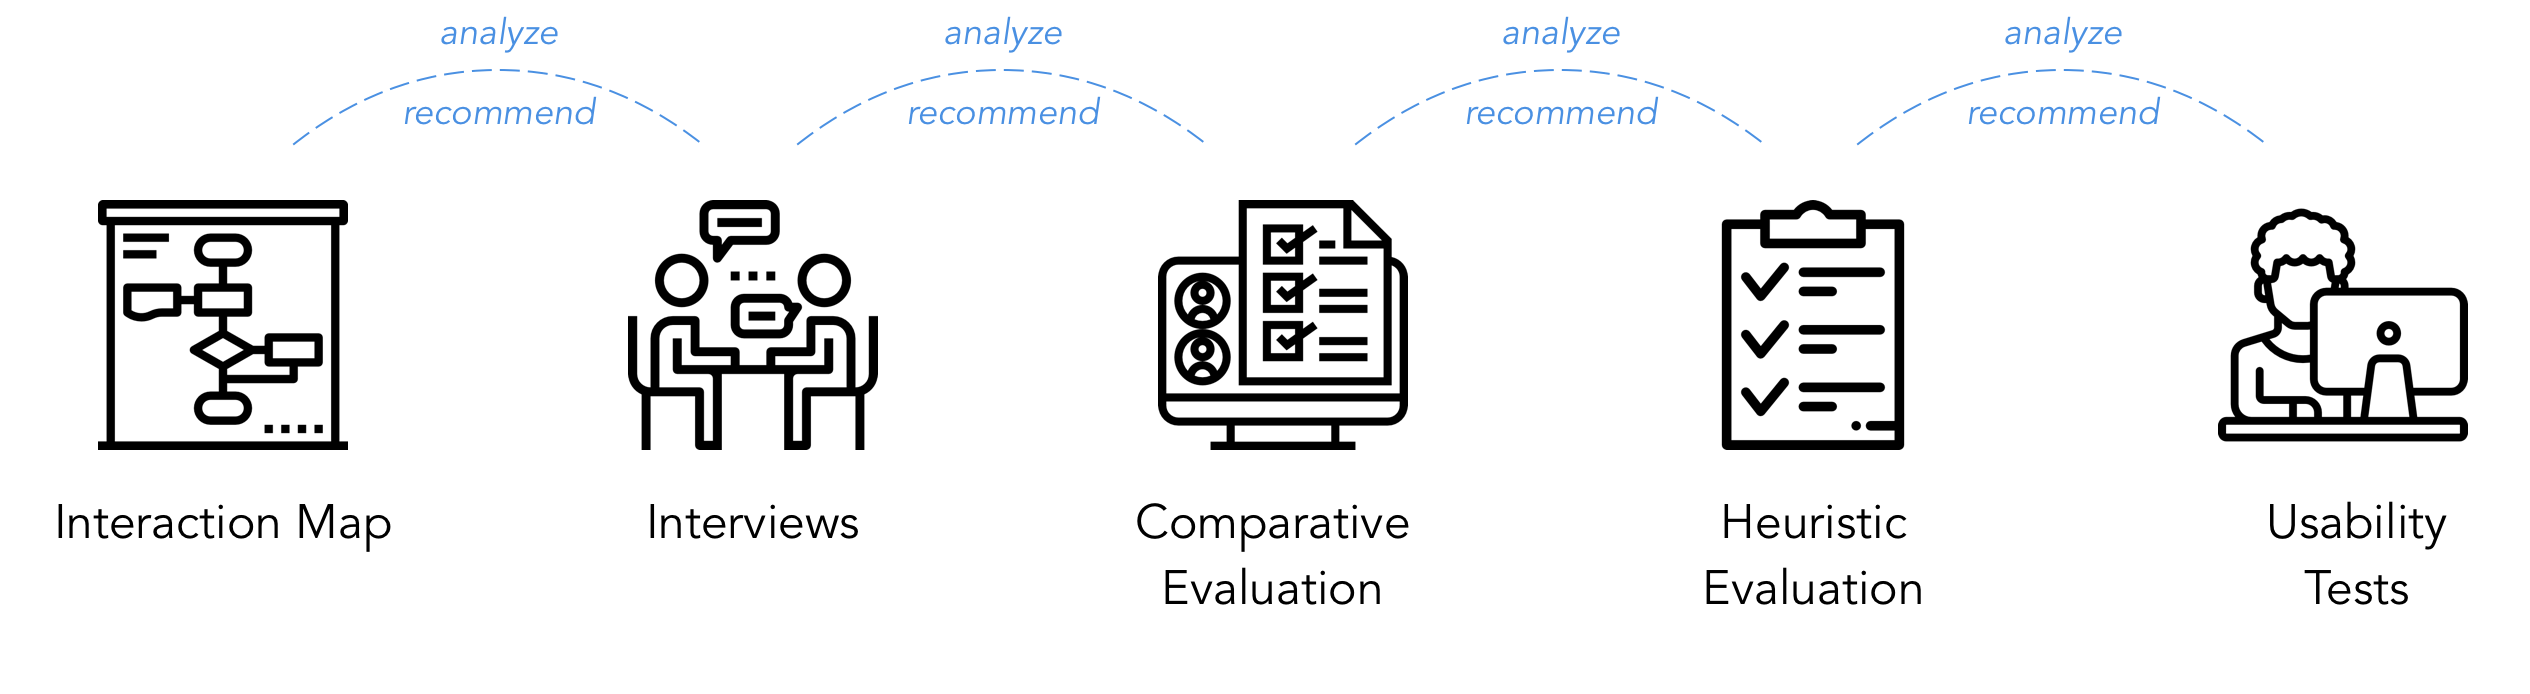 analyze
recommend
analyze
recommend
analyze
recommend
analyze
recommend
Interaction Map
Interviews
Comparative
Evaluation
Heuristic
Evaluation
Usability
Tests